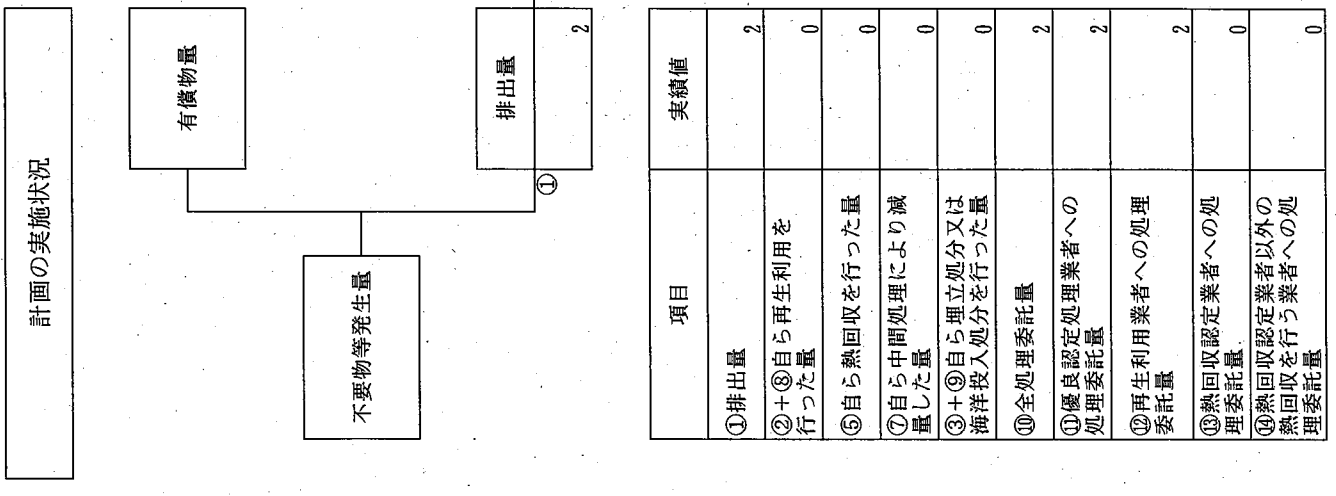 計画の実施状況
有償物量
不要物等発生量
排出量
①
2
項目
実績値
①排出量
2
②+⑧自ら再生利用を
行った量
0
⑤自ら熱回収を行った量
0
⑦自ら中間処理により減
量した量
0
③+⑨自ら埋立処分又は
海洋投入処分を行った量
0
⑩全処理委託量
2
⑪優良認定処理業者への
処理委託量
2
⑫再生利用業者への処理
委託量
2
⑬熱回収認定業者への処
理委託量
0
⑭熱回収認定業者以外の
熱回収を行う業者への処
理委託量
0